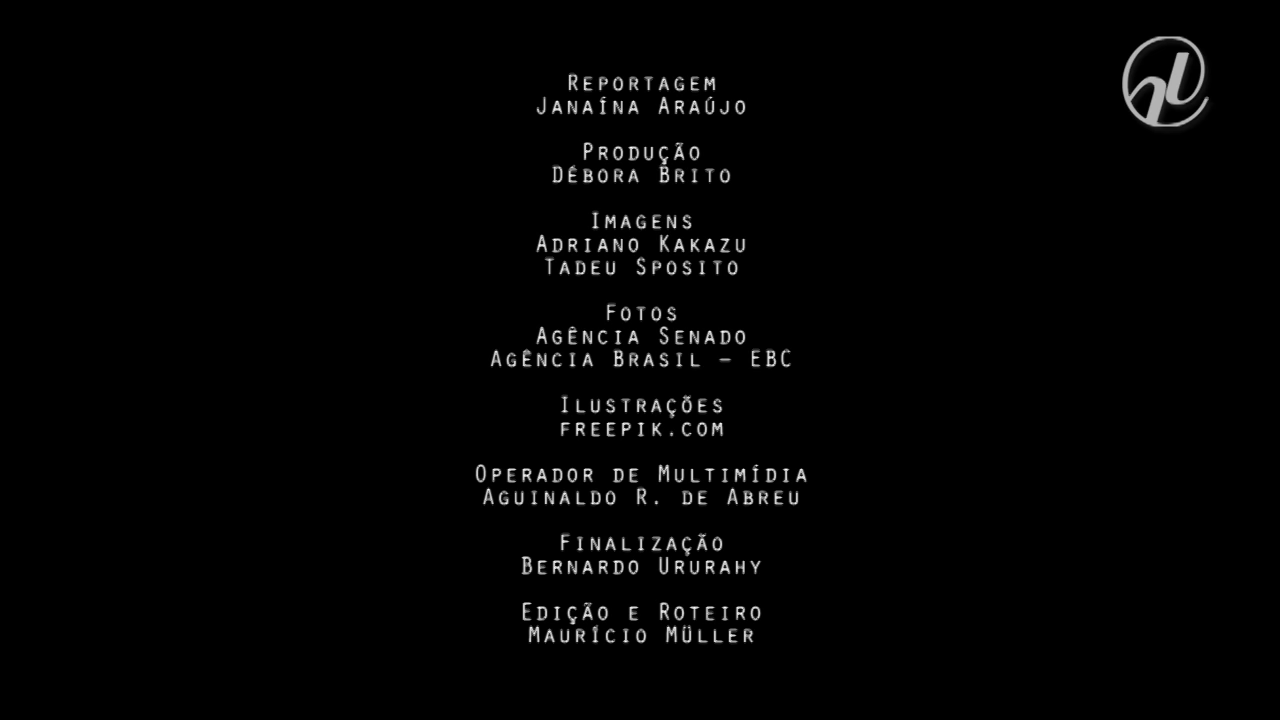 Reportagem
Janaína Araújo
Produção
Débora Brito
Imagens
Adriano Kakazu
Tadeu Sposito
Fotos
Agência Senado
Agência Brasil – EBC
Ilustrações
freepik.com
Operador de Multimídia
Aguinaldo R. de Abreu
Finalização
Bernardo Ururahy
Edição e Roteiro
Maurício Müller